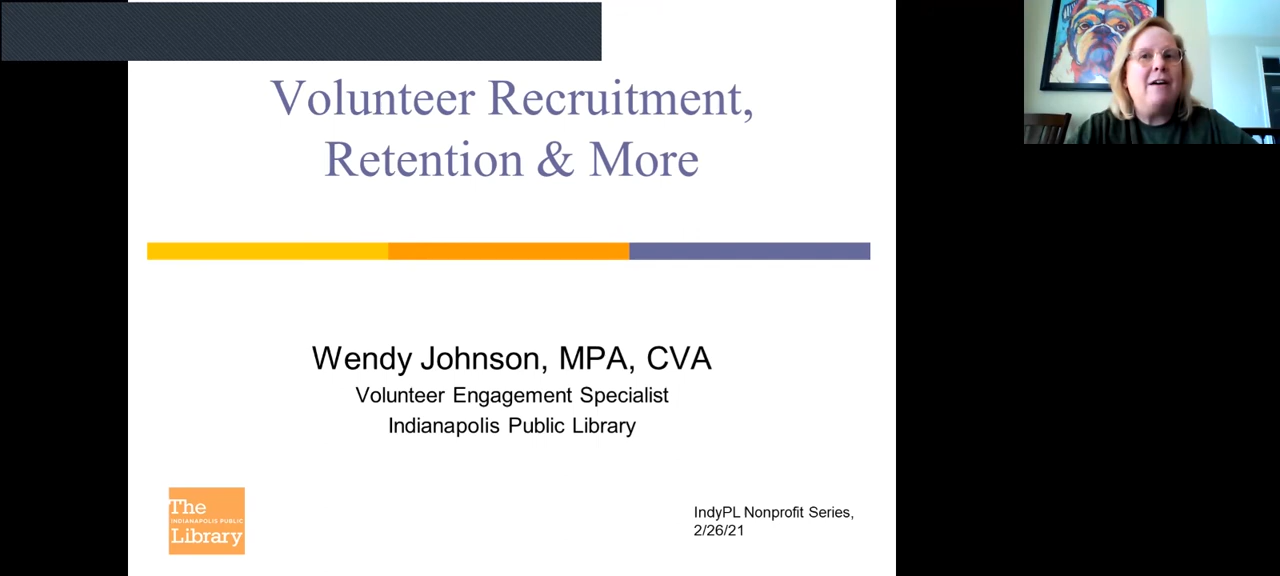 Volunteer Recruitment,
Retention & More
Wendy Johnson, MPA, CVA
Volunteer Engagement Specialist
Indianapolis Public Library
The
INDIANAPOLIS PUBLIC
Library
IndyPL Nonprofit Series,
2/26/21